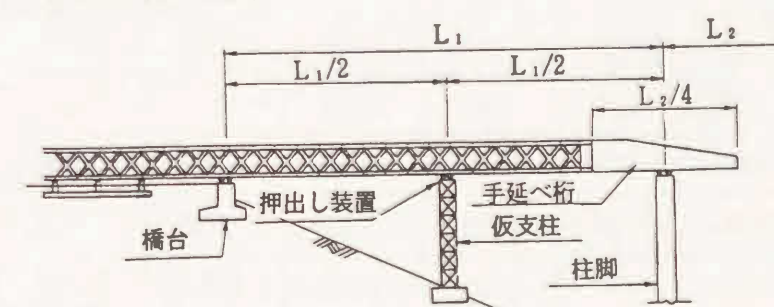 L₁ L₂
L₁/2 L₁/2
L₂/4
押出し装置 手延べ桁
橋台 仮支柱
柱脚